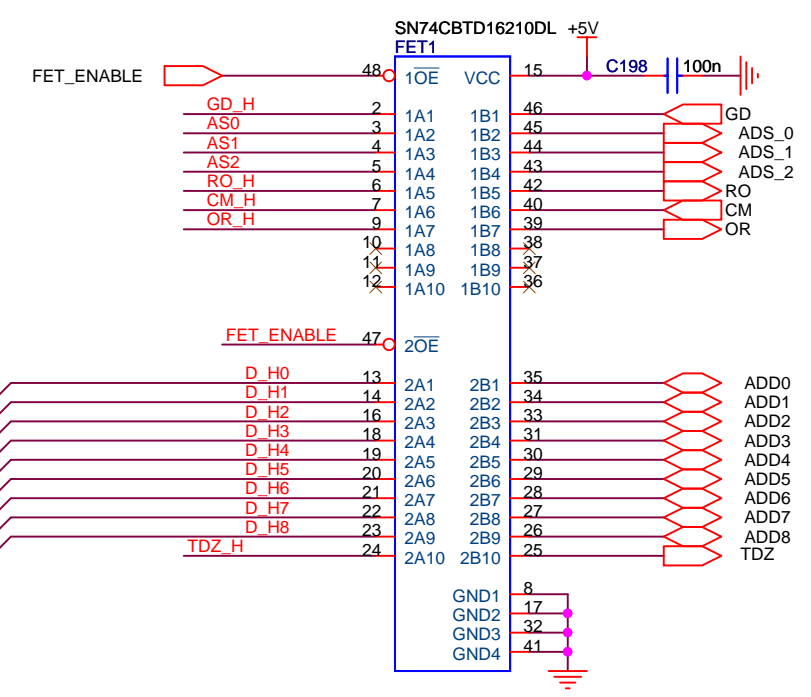 SN74CBTD16210DL +5V
FET1
C198 100n
FET_ENABLE 48 1OE VCC 15
GD_H 2 1A1 1B1 46 GD
AS0 3 1A2 1B2 45 ADS_0
AS1 4 1A3 1B3 44 ADS_1
AS2 5 1A4 1B4 43 ADS_2
RO_H 6 1A5 1B5 42 RO
CM_H 7 1A6 1B6 40 CM
OR_H 9 1A7 1B7 39 OR
10 1A8 1B8 38
11 1A9 1B9 37
12 1A10 1B10 36
FET_ENABLE 47 2OE
D_H0 13 2A1 2B1 35 ADD0
D_H1 14 2A2 2B2 34 ADD1
D_H2 16 2A3 2B3 33 ADD2
D_H3 18 2A4 2B4 31 ADD3
D_H4 19 2A5 2B5 30 ADD4
D_H5 20 2A6 2B6 29 ADD5
D_H6 21 2A7 2B7 28 ADD6
D_H7 22 2A8 2B8 27 ADD7
D_H8 23 2A9 2B9 26 ADD8
TDZ_H 24 2A10 2B10 25 TDZ
GND1 8
GND2 17
GND3 32
GND4 41